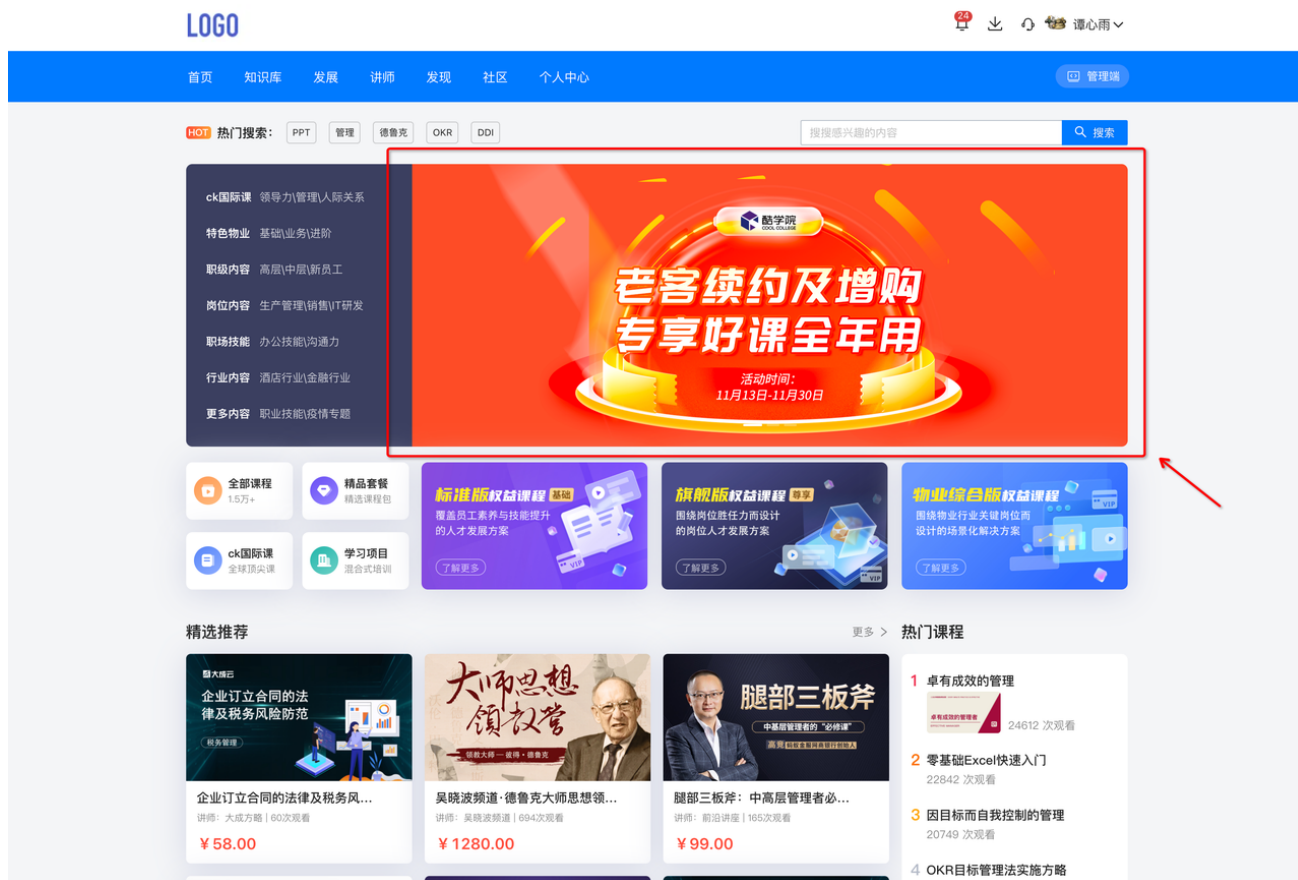 LOGO
24
谭心雨
首页 知识库 发展 讲师 发现 社区 个人中心 管理端
HOT 热门搜索： PPT 管理 德鲁克 OKR DDI
搜搜感兴趣的内容 搜索
ck国际课 领导力\管理\人际关系
特色物业 基础\业务\进阶
职级内容 高层\中层\新员工
岗位内容 生产管理\销售\IT研发
职场技能 办公技能\沟通力
行业内容 酒店行业\金融行业
更多内容 职业技能\疫情专题
酷学院
COOL COLLEGE
老客续约及增购
专享好课全年用
活动时间：
11月13日-11月30日
全部课程
1.5万+
精品套餐
精选课程包
ck国际课
全球顶尖课
学习项目
混合式培训
标准版权益课程 基础
覆盖员工素养与技能提升
的人才发展方案
了解更多
VIP
旗舰版权益课程 尊享
围绕岗位胜任力而设计
的岗位人才发展方案
了解更多
VIP
物业综合版权益课程
围绕物业行业关键岗位而
设计的场景化解决方案
了解更多
VIP
精选推荐
更多 >
大成云
企业订立合同的法
律及税务风险防范
税务管理
企业订立合同的法律及税务风...
讲师：大成方略 | 60次观看
￥58.00
大师思想
领教营
领教大师 — 彼得·德鲁克
吴晓波频道·德鲁克大师思想领...
讲师：吴晓波频道 | 694次观看
￥1280.00
腿部三板斧
中基层管理者的“必修课”
腿部三板斧：中高层管理者必...
讲师：前沿讲座 | 165次观看
￥99.00
热门课程
1 卓有成效的管理
卓有成效的管理者
24612 次观看
2 零基础Excel快速入门
22842 次观看
3 因目标而自我控制的管理
20749 次观看
4 OKR目标管理法实施方略